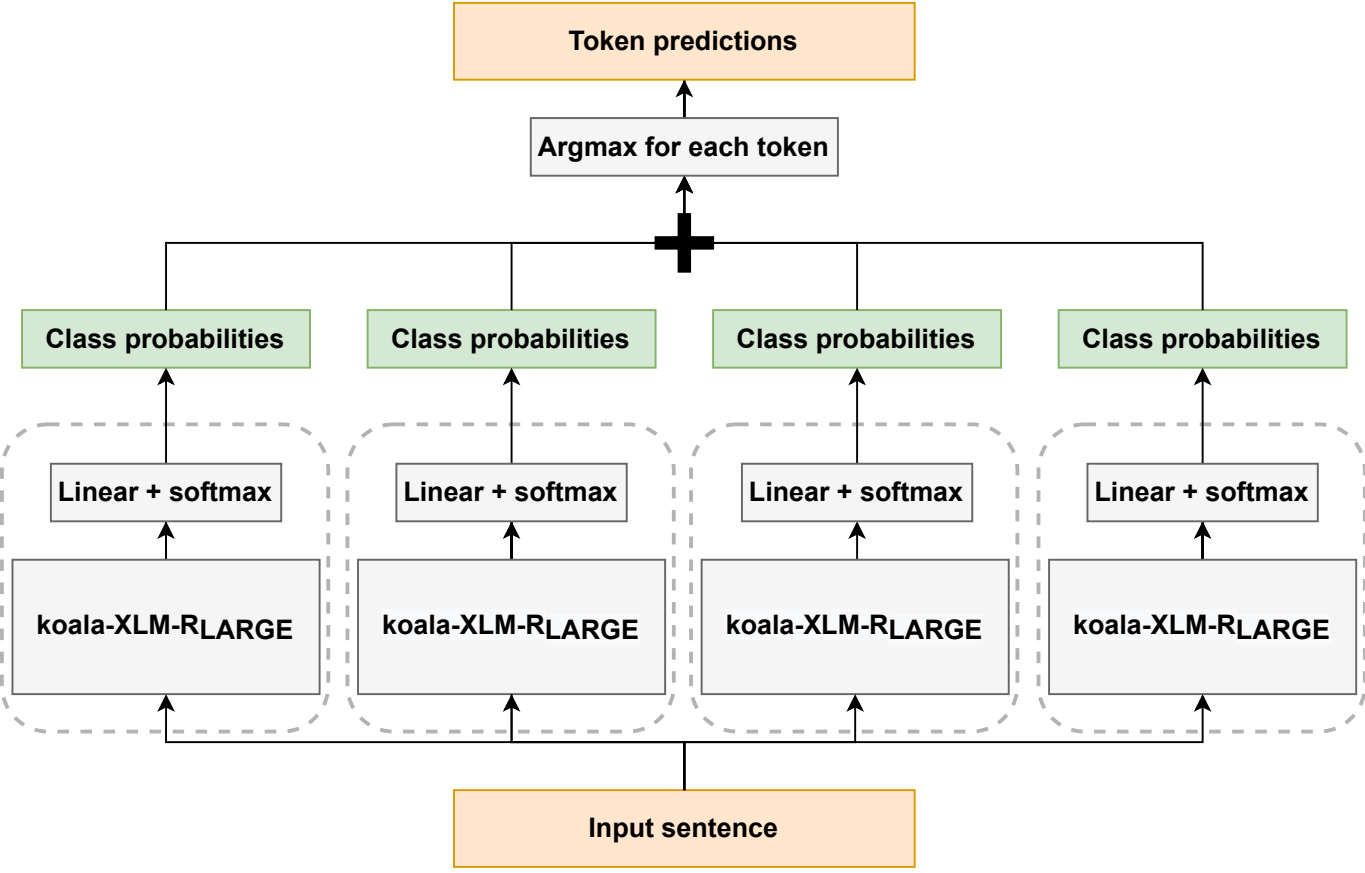 Token predictions
Argmax for each token
Class probabilities
Class probabilities
Class probabilities
Class probabilities
Linear + softmax
Linear + softmax
Linear + softmax
Linear + softmax
koala-XLM-RLARGE
koala-XLM-RLARGE
koala-XLM-RLARGE
koala-XLM-RLARGE
Input sentence